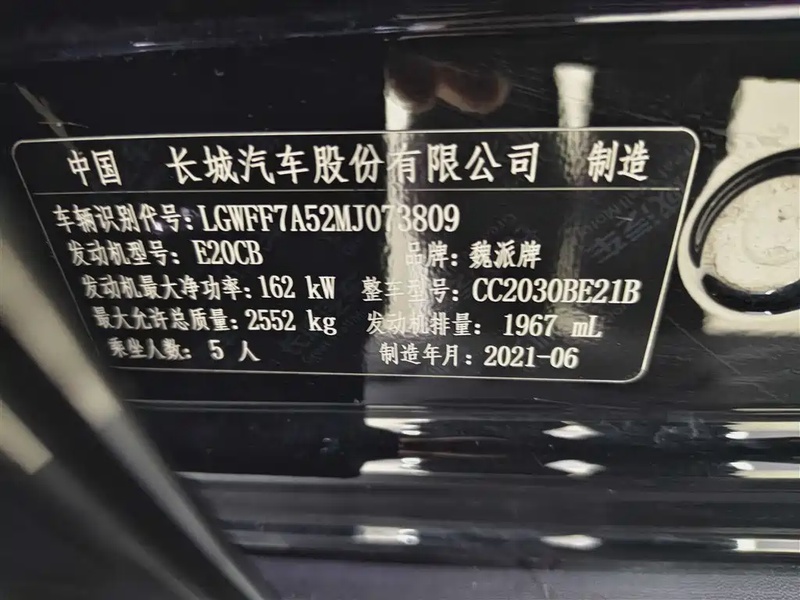 中国 长城汽车股份有限公司 制造
车辆识别代号: LGWFF7A52MJ073809
发动机型号: E20CB 品牌: 魏派牌
发动机最大净功率: 162 kW 整车型号: CC2030BE21B
最大允许总质量: 2552 kg 发动机排量: 1967 mL
乘坐人数: 5 人 制造年月: 2021-06